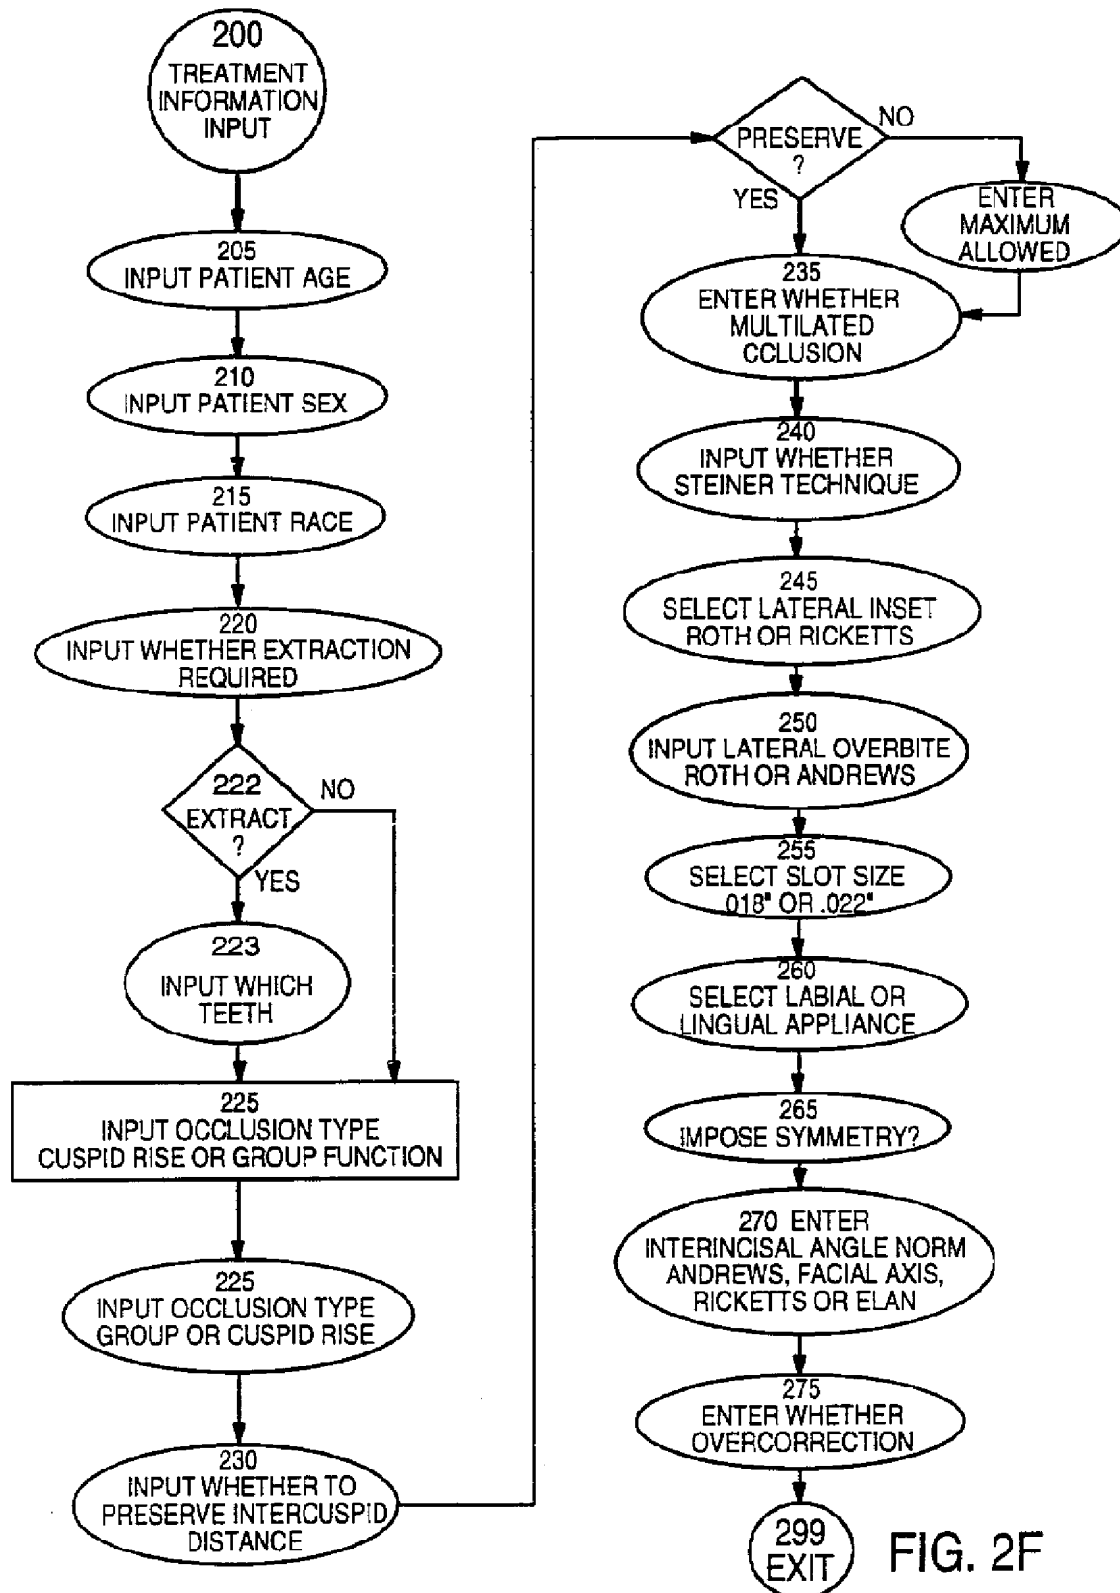 200
TREATMENT
INFORMATION
INPUT
205
INPUT PATIENT AGE
210
INPUT PATIENT SEX
215
INPUT PATIENT RACE
220
INPUT WHETHER EXTRACTION
REQUIRED
222
EXTRACT
?
NO
YES
223
INPUT WHICH
TEETH
225
INPUT OCCLUSION TYPE
CUSPID RISE OR GROUP FUNCTION
225
INPUT OCCLUSION TYPE
GROUP OR CUSPID RISE
230
INPUT WHETHER TO
PRESERVE INTERCUSPID
DISTANCE
PRESERVE
?
NO
YES
ENTER
MAXIMUM
ALLOWED
235
ENTER WHETHER
MULTILATED
CCLUSION
240
INPUT WHETHER
STEINER TECHNIQUE
245
SELECT LATERAL INSET
ROTH OR RICKETTS
250
INPUT LATERAL OVERBITE
ROTH OR ANDREWS
255
SELECT SLOT SIZE
.018" OR .022"
260
SELECT LABIAL OR
LINGUAL APPLIANCE
265
IMPOSE SYMMETRY?
270 ENTER
INTERINCISAL ANGLE NORM
ANDREWS, FACIAL AXIS,
RICKETTS OR ELAN
275
ENTER WHETHER
OVERCORRECTION
299
EXIT
FIG. 2F